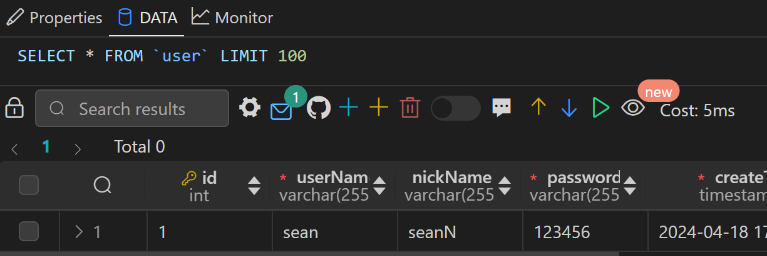 Properties DATA Monitor
SELECT * FROM `user` LIMIT 100
Search results 1 new Cost: 5ms
1 Total 0
id * userNam nickName * password * createT
int varchar(255 varchar(255 varchar(255 timestam
1 1 sean seanN 123456 2024-04-18 17